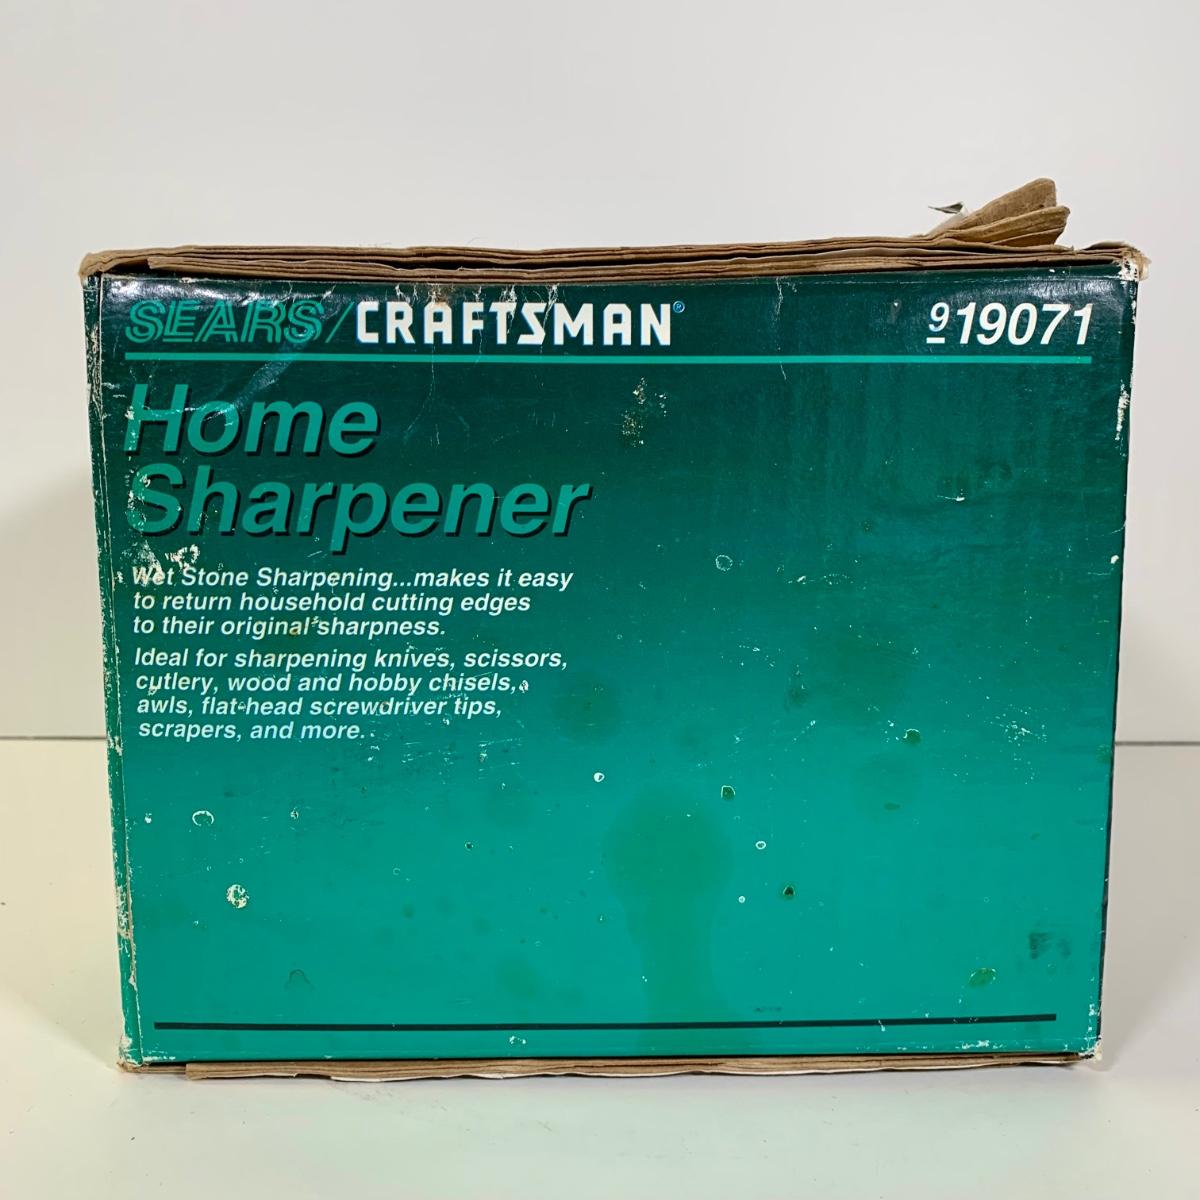 SEARS/CRAFTSMAN® 919071
Home
Sharpener
Wet Stone Sharpening...makes it easy
to return household cutting edges
to their original sharpness.
Ideal for sharpening knives, scissors,
cutlery, wood and hobby chisels,
awls, flat-head screwdriver tips,
scrapers, and more.